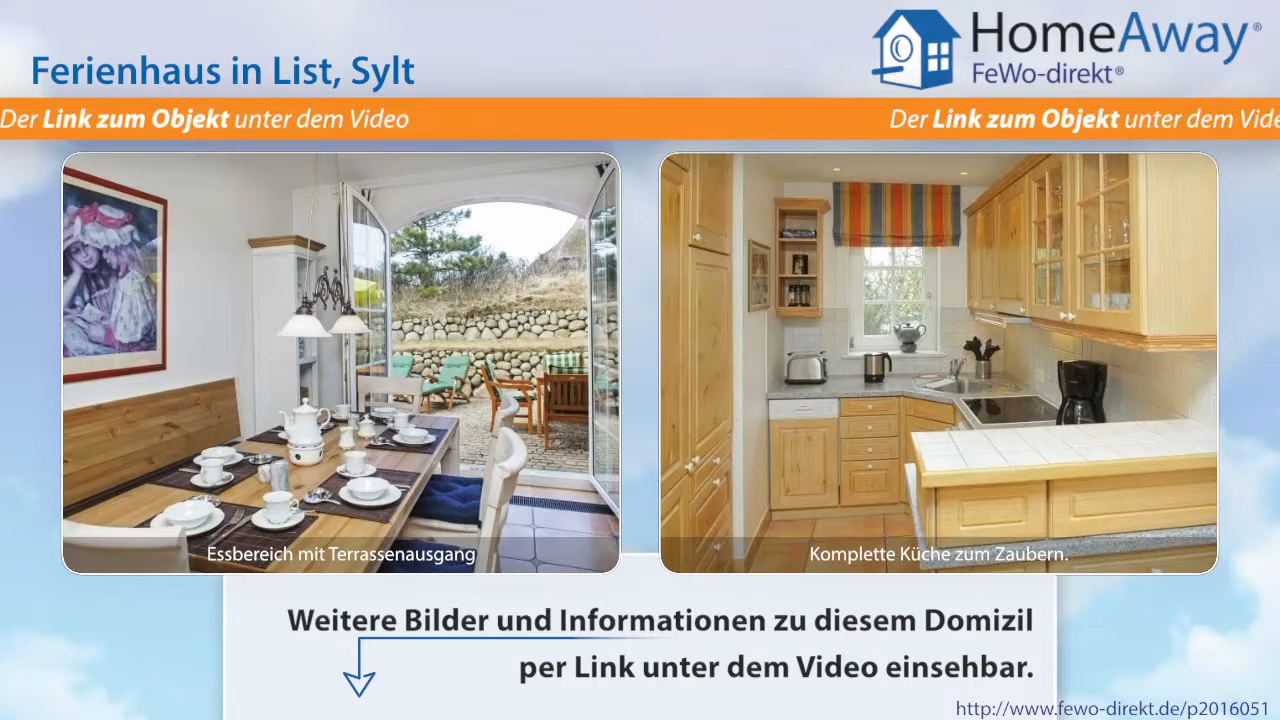 Ferienhaus in List, Sylt
HomeAway®
FeWo-direkt®
Der Link zum Objekt unter dem Video
Der Link zum Objekt unter dem Vide
Essbereich mit Terrassenausgang
Komplette Küche zum Zaubern.
Weitere Bilder und Informationen zu diesem Domizil
per Link unter dem Video einsehbar.
http://www.fewo-direkt.de/p2016051